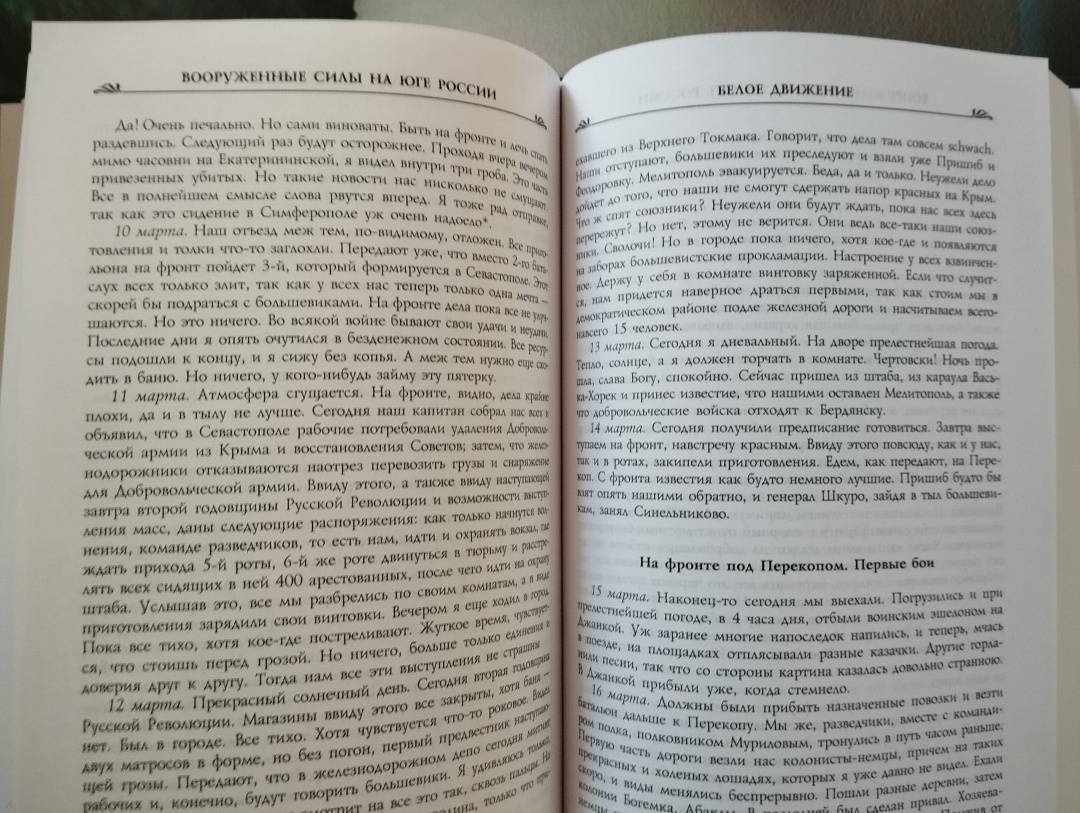 ВООРУЖЕННЫЕ СИЛЫ НА ЮГЕ РОССИИ
Да! Очень печально. Но сами виноваты. Быть на фронте и лечь спать
раздевшись. Следующий раз будут осторожнее. Проходя вчера вечером
мимо часовни на Екатерининской, я видел внутри три гроба. Это часть
привезенных убитых. Но такие новости нас нисколько не смущают.
Все в полнейшем смысле слова рвутся вперед. Я тоже рад отправке,
так как это сидение в Симферополе уж очень надоело*.
10 марта. Наш отъезд меж тем, по-видимому, отложен. Все приго-
товления и толки что-то заглохли. Передают уже, что вместо 2-го баталь-
льона на фронт пойдет 3-й, который формируется в Севастополе. Этот
слух всех только злит, так как у всех нас теперь только одна мечта —
скорей бы подраться с большевиками. На фронте дела пока все не улуч-
шаются. Но это ничего. Во всякой войне бывают свои удачи и неудачи.
Последние дни я опять очутился в безденежном состоянии. Все ресур-
сы подошли к концу, и я сижу без копья. А меж тем нужно еще схо-
дить в баню. Но ничего, у кого-нибудь займу эту пятерку.
11 марта. Атмосфера сгущается. На фронте, видно, дела крайне
плохи, да и в тылу не лучше. Сегодня наш капитан собрал нас всех и
объявил, что в Севастополе рабочие потребовали удаления Доброволь-
ческой армии из Крыма и восстановления Советов; затем, что желез-
нодорожники отказываются наотрез перевозить грузы и снаряжение
для Добровольческой армии. Ввиду этого, а также ввиду наступающей
завтра второй годовщины Русской Революции и возможности выступ-
ления масс, даны следующие распоряжения: как только начнутся вол-
нения, команде разведчиков, то есть нам, идти и охранять вокзал, где
ждать прихода 5-й роты, 6-й же роте двинуться в тюрьму и расстре-
лять всех сидящих в ней 400 арестованных, после чего идти на охрану
штаба. Услышав это, все мы разбрелись по своим комнатам, а в виде
приготовления зарядили свои винтовки. Вечером я еще ходил в город.
Пока все тихо, хотя кое-где постреливают. Жуткое время, чувствует-
ся, что стоишь перед грозой. Но ничего, больше только единения и
доверия друг к другу. Тогда нам все эти выступления не страшны
12 марта. Прекрасный солнечный день. Сегодня вторая годовщина
Русской Революции. Магазины ввиду этого все закрыты, хотя бана —
нет. Был в городе. Все тихо. Хотя чувствуется что-то роковое. Видел
двух матросов в форме, но без погон, первый предвестник наступаю-
щей грозы. Передают, что в железнодорожном депо сегодня митинг
рабочих и, конечно, будут говорить большевики. Я удивляюсь только,
смотрит на все это так, сквозь пальцы. На
только что при-
БЕЛОЕ ДВИЖЕНИЕ
ехавшего из Верхнего Токмака. Говорит, что дела там совсем schwach.
Наши отступают, большевики их преследуют и взяли уже Пришиб и
Феодоровку. Мелитополь эвакуируется. Беда, да и только. Неужели дело
дойдет до того, что наши не смогут сдержать напор красных на Крым.
Что ж спят союзники? Неужели они будут ждать, пока нас всех здесь
перережут? Но нет, этому не верится. Они ведь все-таки наши союз-
ники. Сволочи! Но в городе пока ничего, хотя кое-где и появляются
на заборах большевистские прокламации. Настроение у всех взвинчен-
ное. Держу у себя в комнате винтовку заряженной. Если что случит-
ся, нам придется наверное драться первыми, так как стоим мы в
демократическом районе подле железной дороги и насчитываем всего-
навсего 15 человек.
13 марта. Сегодня я дневальный. На дворе прелестнейшая погода.
Тепло, солнце, а я должен торчать в комнате. Чертовски! Ночь про-
шла, слава Богу, спокойно. Сейчас пришел из штаба, из караула Вась-
ка-Хорек и принес известие, что нашими оставлен Мелитополь, а также
что добровольческие войска отходят к Бердянску.
14 марта. Сегодня получили предписание готовиться. Завтра выс-
тупаем на фронт, навстречу красным. Ввиду этого повсюду, как и у нас,
так и в ротах, закипели приготовления. Едем, как передают, на Пере-
коп. С фронта известия как будто немного лучшие. Пришиб будто бы
взят опять нашими обратно, и генерал Шкуро, зайдя в тыл большеви-
кам, занял Синельниково.
На фронте под Перекопом. Первые бои
15 марта. Наконец-то сегодня мы выехали. Погрузились и при
прелестнейшей погоде, в 4 часа дня, отбыли воинским эшелоном на
Джанкой. Уж заранее многие напоследок напились, и теперь, мчась
в поезде, на площадках отплясывали разные казачки. Другие горла-
нили песни, так что со стороны картина казалась довольно странною.
В Джанкой прибыли уже, когда стемнело.
16 марта. Должны были прибыть назначенные повозки и везти
батальон дальше к Перекопу. Мы же, разведчики, вместе с команди-
ром полка, полковником Муриловым, тронулись в путь часом раньше.
Первую часть дороги везли нас колонисты-немцы, причем на таких
прекрасных и холеных лошадях, которых я уже давно не видел. Ехали
скоро, и виды менялись беспрерывно. Пошли разные деревни, затем
колонии Богемка, Абаклы. В последней был сделан привал. Хозяева-
немцы